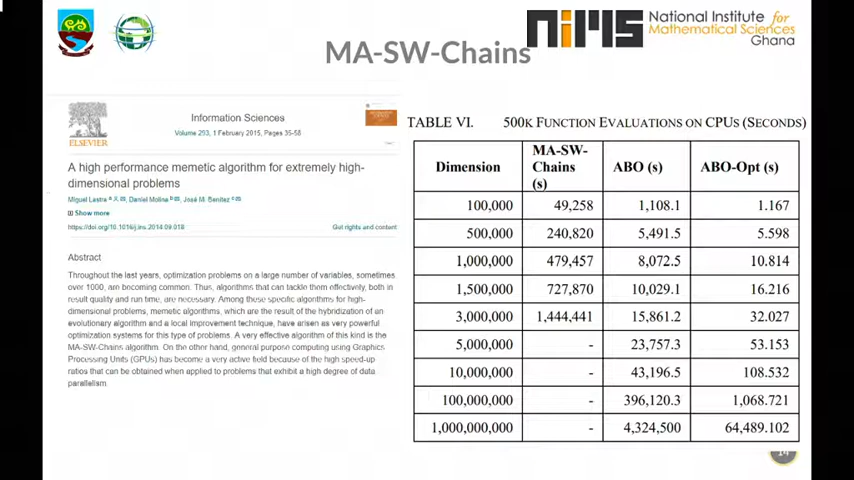 NiMS
National Institute for
Mathematical Sciences
Ghana
MA-SW-Chains
ELSEVIER
Information Sciences
Volume 293, 1 February 2015, Pages 35-58
A high performance memetic algorithm for extremely high-
dimensional problems
Miguel Lastra, Daniel Molina, José M. Benítez
Show more
https://doi.org/10.1016/j.ins.2014.09.018 Get rights and content
Abstract
Throughout the last years, optimization problems on a large number of variables, sometimes
over 1000, are becoming common. Thus, algorithms that can tackle them effectively, both in
result quality and run time, are necessary. Among these specific algorithms for high-
dimensional problems, memetic algorithms, which are the result of the hybridization of an
evolutionary algorithm and a local improvement technique, have arisen as very powerful
optimization systems for this type of problems. A very effective algorithm of this kind is the
MA-SW-Chains algorithm. On the other hand, general purpose computing using Graphics
Processing Units (GPUs) has become a very active field because of the high speed-up
ratios that can be obtained when applied to problems that exhibit a high degree of data
parallelism.
TABLE VI. 500K FUNCTION EVALUATIONS ON CPUS (SECONDS)
Dimension MA-SW-Chains (s) ABO (s) ABO-Opt (s)
100,000 49,258 1,108.1 1.167
500,000 240,820 5,491.5 5.598
1,000,000 479,457 8,072.5 10.814
1,500,000 727,870 10,029.1 16.216
3,000,000 1,444,441 15,861.2 32.027
5,000,000 - 23,757.3 53.153
10,000,000 - 43,196.5 108.532
100,000,000 - 396,120.3 1,068.721
1,000,000,000 - 4,324,500 64,489.102
14